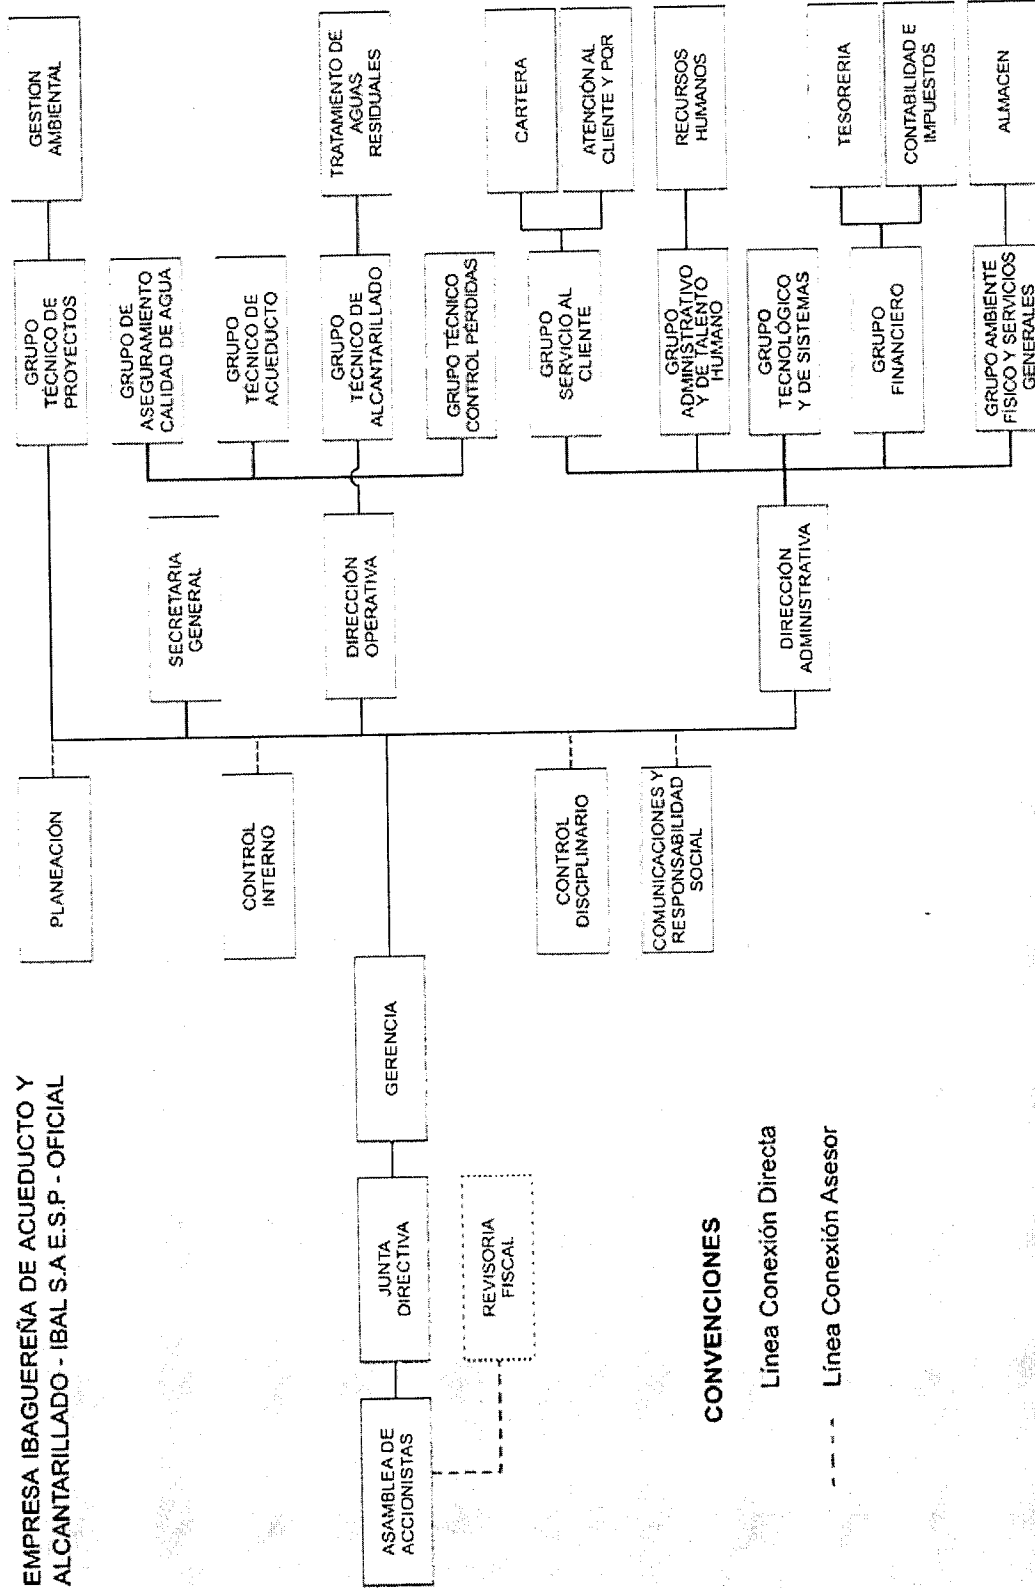 EMPRESA IBAGUEREÑA DE ACUEDUCTO Y
ALCANTARILLADO - IBAL S.A E.S.P - OFICIAL
ASAMBLEA DE
ACCIONISTAS
JUNTA
DIRECTIVA
REVISORIA
FISCAL
GERENCIA
PLANEACIÓN
CONTROL
INTERNO
CONTROL
DISCIPLINARIO
COMUNICACIONES Y
RESPONSABILIDAD
SOCIAL
SECRETARIA
GENERAL
DIRECCIÓN
OPERATIVA
DIRECCIÓN
ADMINISTRATIVA
GRUPO
TÉCNICO DE
PROYECTOS
GRUPO DE
ASEGURAMIENTO
CALIDAD DE AGUA
GRUPO
TÉCNICO DE
ACUEDUCTO
GRUPO
TÉCNICO DE
ALCANTARILLADO
GRUPO TÉCNICO
CONTROL PÉRDIDAS
GRUPO
SERVICIO AL
CLIENTE
GRUPO
ADMINISTRATIVO
Y DE TALENTO
HUMANO
GRUPO
TECNOLÓGICO
Y DE SISTEMAS
GRUPO
FINANCIERO
GRUPO AMBIENTE
FÍSICO Y SERVICIOS
GENERALES
GESTION
AMBIENTAL
TRATAMIENTO DE
AGUAS
RESIDUALES
CARTERA
ATENCIÓN AL
CLIENTE Y PQR
RECURSOS
HUMANOS
TESORERIA
CONTABILIDAD E
IMPUESTOS
ALMACEN
CONVENCIONES
Línea Conexión Directa
Línea Conexión Asesor